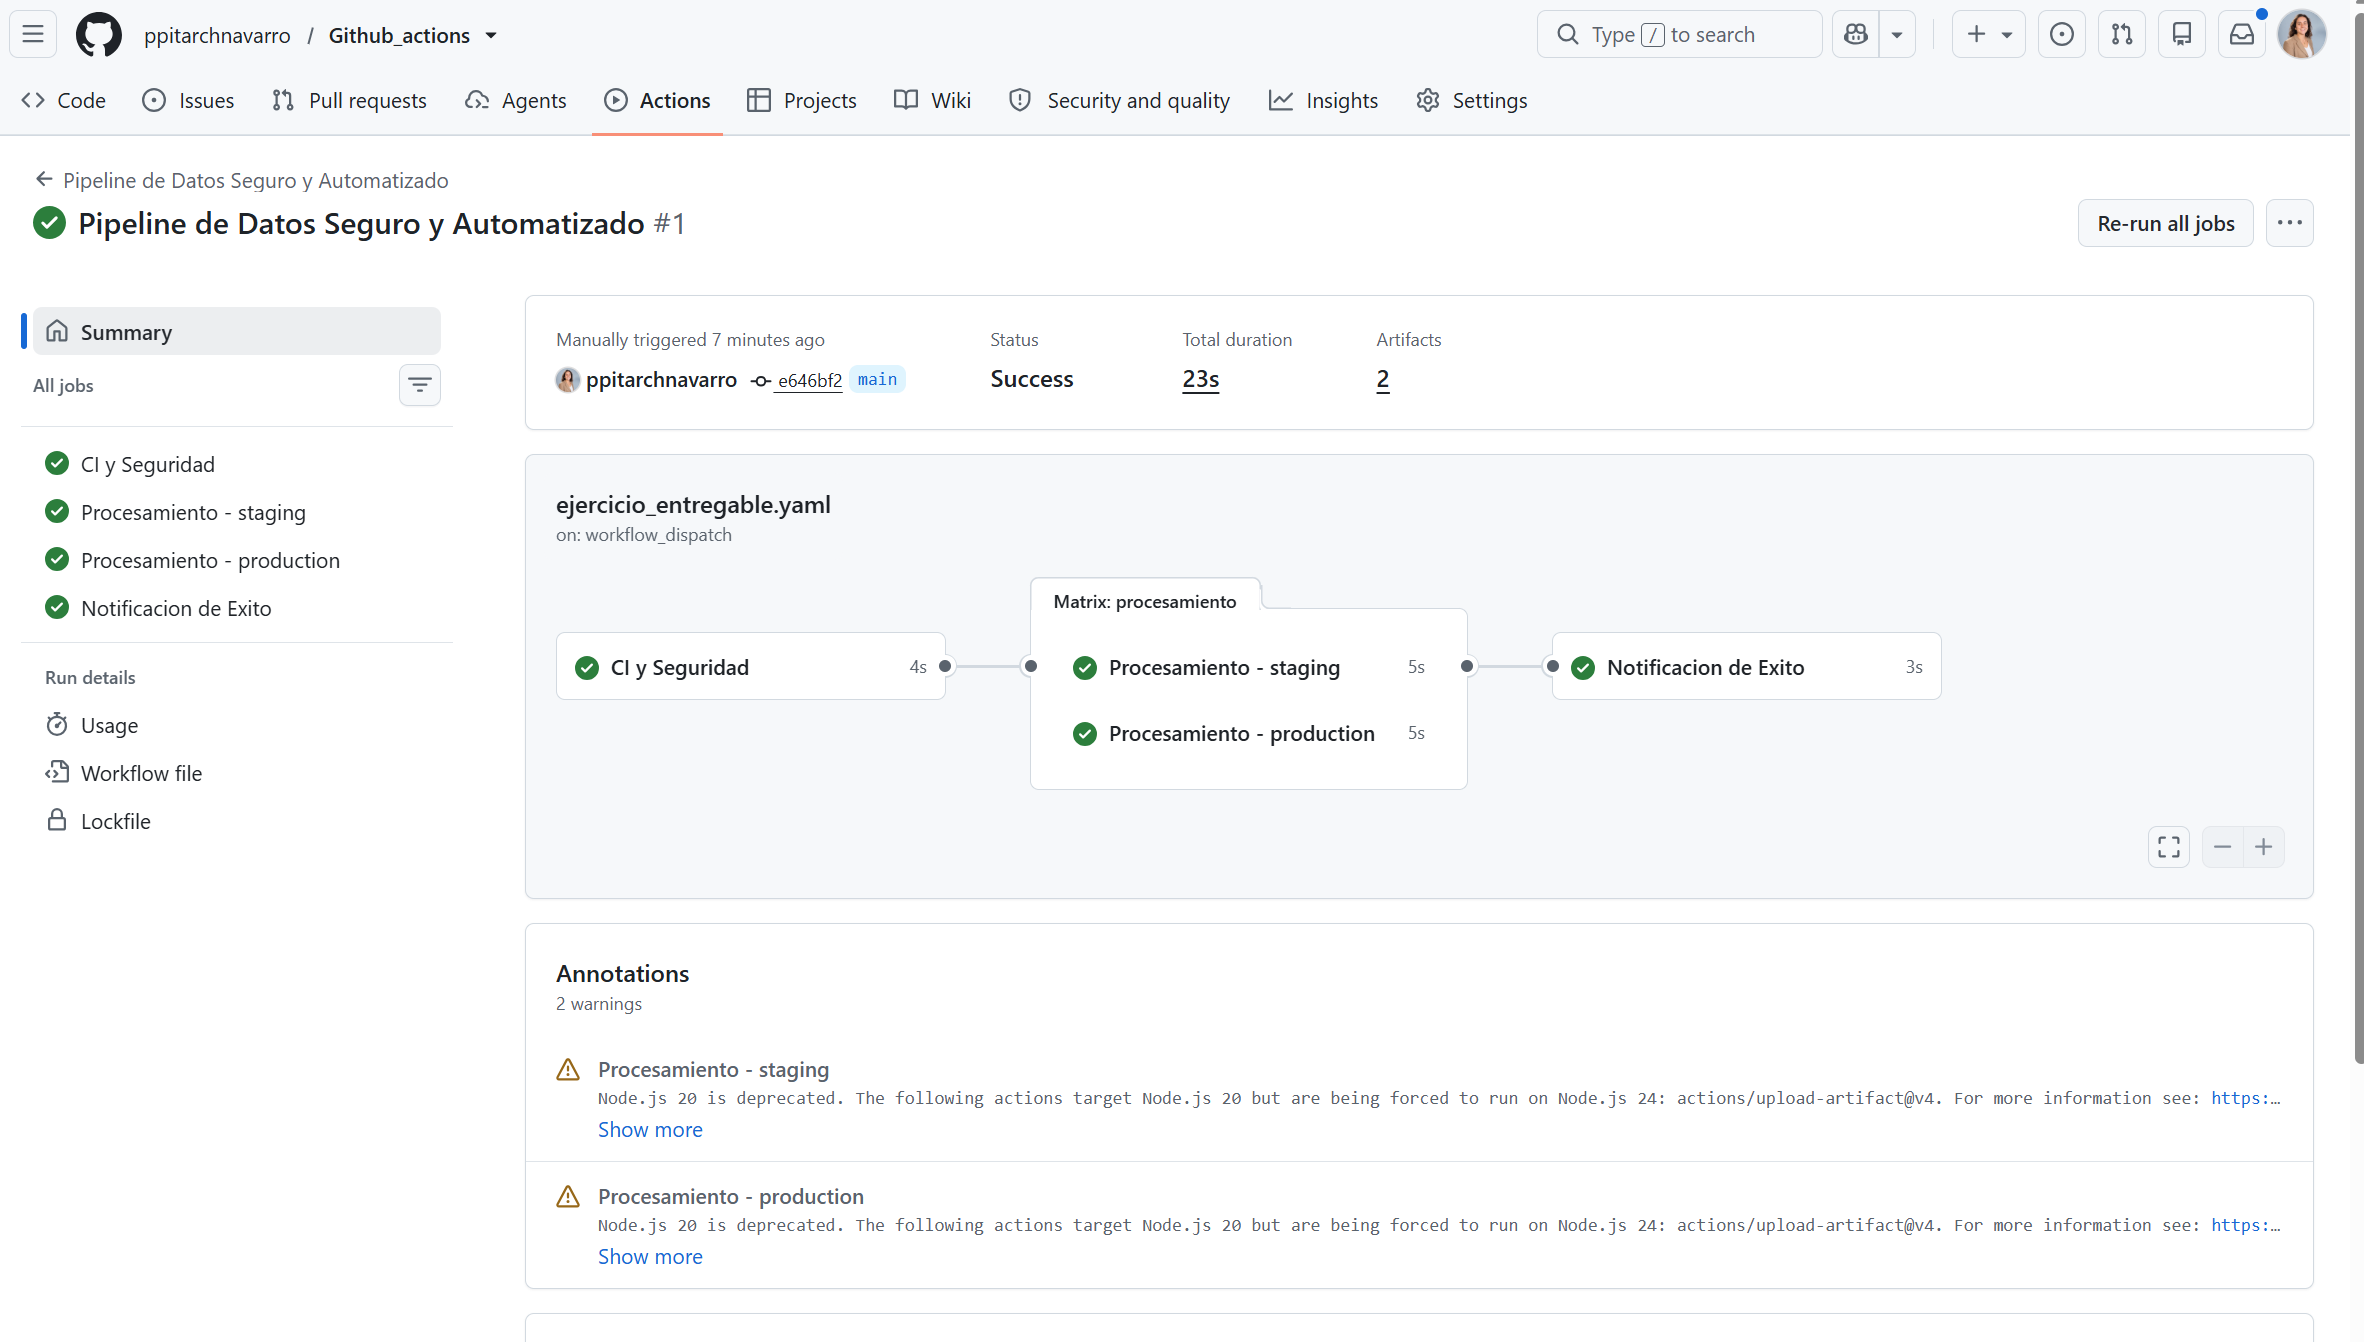 ppitarchnavarro / Github_actions
Type / to search
Code
Issues
Pull requests
Agents
Actions
Projects
Wiki
Security and quality
Insights
Settings
Pipeline de Datos Seguro y Automatizado
Pipeline de Datos Seguro y Automatizado #1
Re-run all jobs
Summary
All jobs
CI y Seguridad
Procesamiento - staging
Procesamiento - production
Notificacion de Exito
Run details
Usage
Workflow file
Lockfile
Manually triggered 7 minutes ago
ppitarchnavarro e646bf2 main
Status
Success
Total duration
23s
Artifacts
2
ejercicio_entregable.yaml
on: workflow_dispatch
Matrix: procesamiento
CI y Seguridad 4s
Procesamiento - staging 5s
Procesamiento - production 5s
Notificacion de Exito 3s
Annotations
2 warnings
Procesamiento - staging
Node.js 20 is deprecated. The following actions target Node.js 20 but are being forced to run on Node.js 24: actions/upload-artifact@v4. For more information see: https:…
Show more
Procesamiento - production
Node.js 20 is deprecated. The following actions target Node.js 20 but are being forced to run on Node.js 24: actions/upload-artifact@v4. For more information see: https:…
Show more